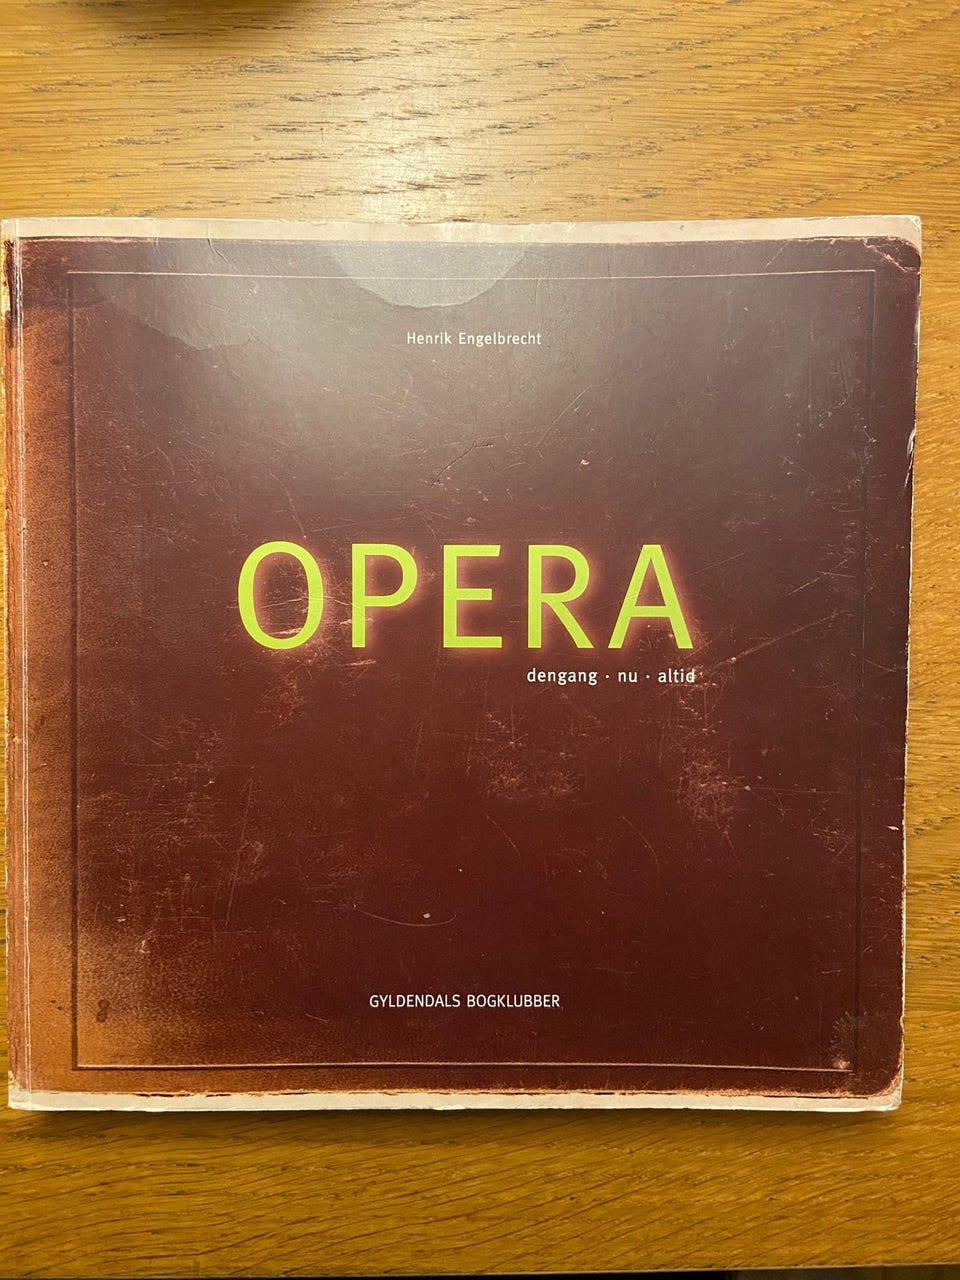 Henrik Engelbrecht
OPERA
dengang · nu · altid
GYLDENDALS BOGKLUBBER